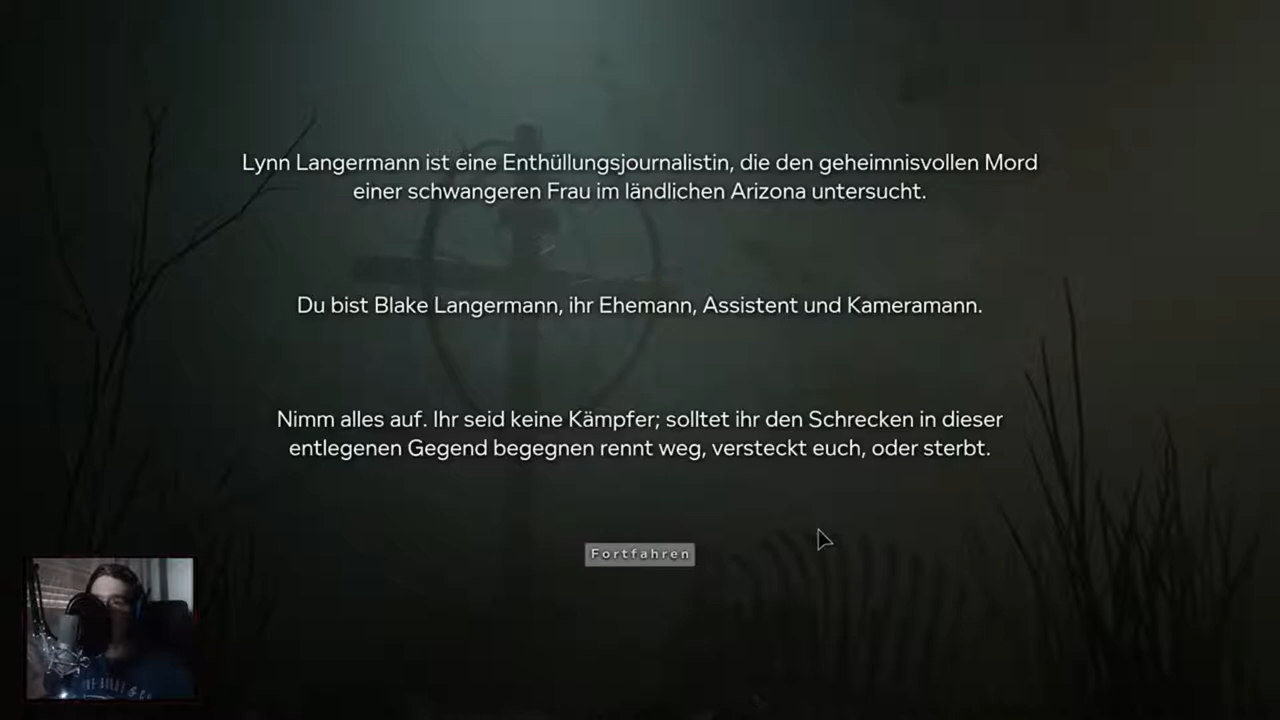 Lynn Langermann ist eine Enthüllungsjournalistin, die den geheimnisvollen Mord
einer schwangeren Frau im ländlichen Arizona untersucht.
Du bist Blake Langermann, ihr Ehemann, Assistent und Kameramann.
Nimm alles auf. Ihr seid keine Kämpfer; solltet ihr den Schrecken in dieser
entlegenen Gegend begegnen rennt weg, versteckt euch, oder sterbt.
Fortfahren